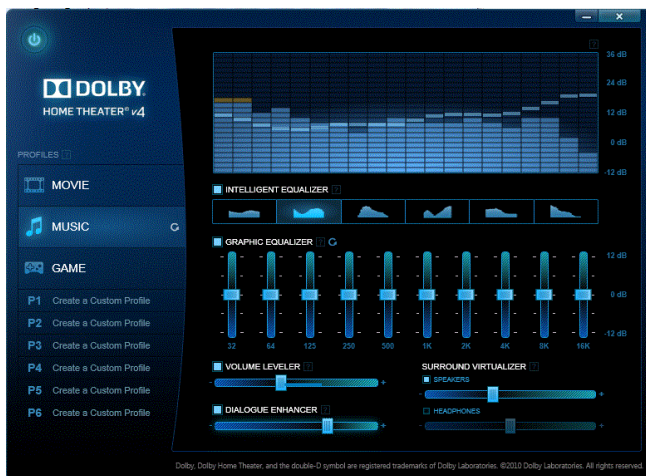 DOLBY
HOME THEATER® v4
PROFILES ?
MOVIE
MUSIC
GAME
P1 Create a Custom Profile
P2 Create a Custom Profile
P3 Create a Custom Profile
P4 Create a Custom Profile
P5 Create a Custom Profile
P6 Create a Custom Profile
?
36 dB
24 dB
12 dB
0 dB
-12 dB
INTELLIGENT EQUALIZER ?
GRAPHIC EQUALIZER ?
12 dB
0 dB
-12 dB
32 64 125 250 500 1K 2K 4K 8K 16K
VOLUME LEVELER ?
- +
DIALOGUE ENHANCER ?
- +
SURROUND VIRTUALIZER ?
SPEAKERS
- +
HEADPHONES
- +
Dolby, Dolby Home Theater, and the double-D symbol are registered trademarks of Dolby Laboratories. ©2010 Dolby Laboratories. All rights reserved.